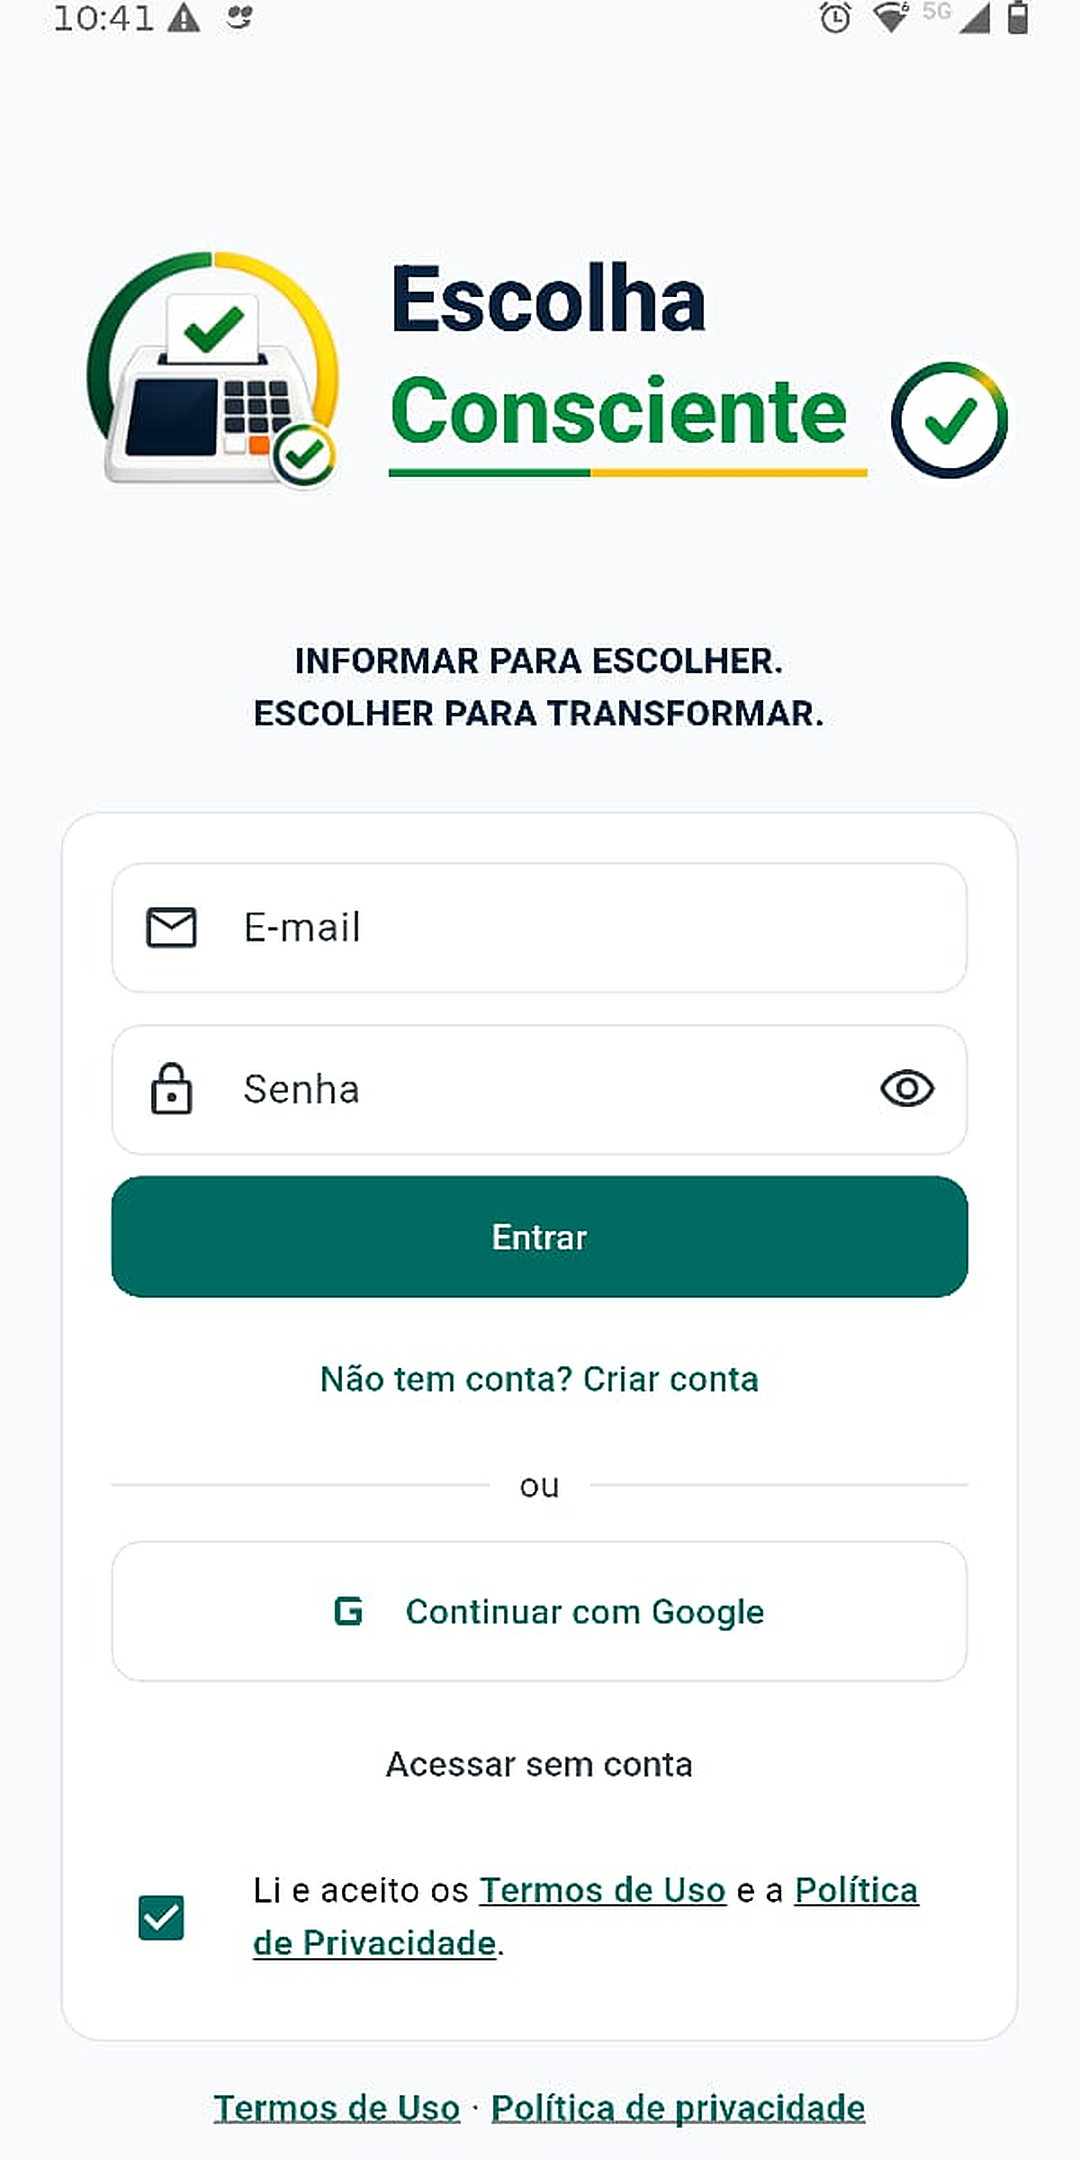 10:41
5G
Escolha
Consciente
INFORMAR PARA ESCOLHER.
ESCOLHER PARA TRANSFORMAR.
E-mail
Senha
Entrar
Não tem conta? Criar conta
ou
G Continuar com Google
Acessar sem conta
Li e aceito os Termos de Uso e a Política
de Privacidade.
Termos de Uso · Política de privacidade